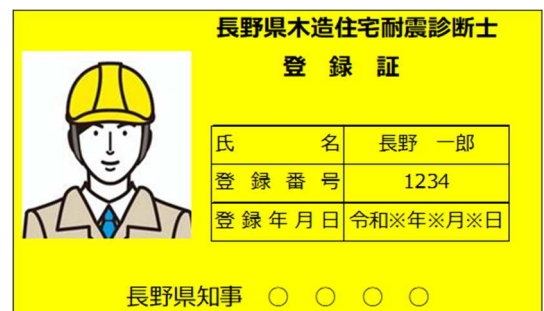 長野県木造住宅耐震診断士
登 録 証
氏 名 長野 一郎
登 録 番 号 1234
登 録 年 月 日 令和※年※月※日
長野県知事 ○ ○ ○ ○